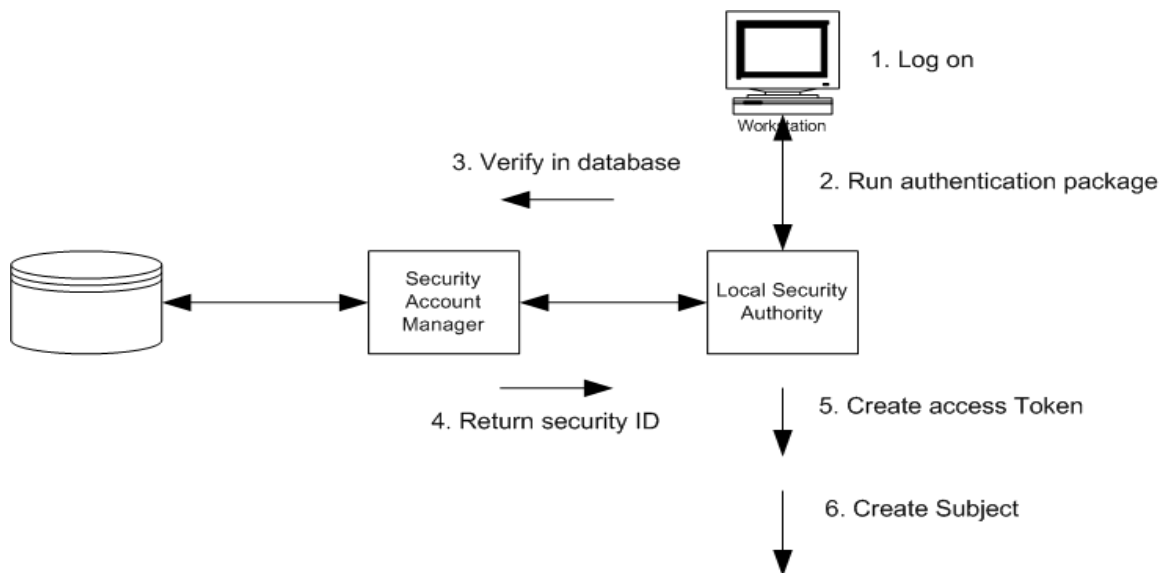 1. Log on
Workstation
2. Run authentication package
3. Verify in database
Security
Account
Manager
Local Security
Authority
4. Return security ID
5. Create access Token
6. Create Subject